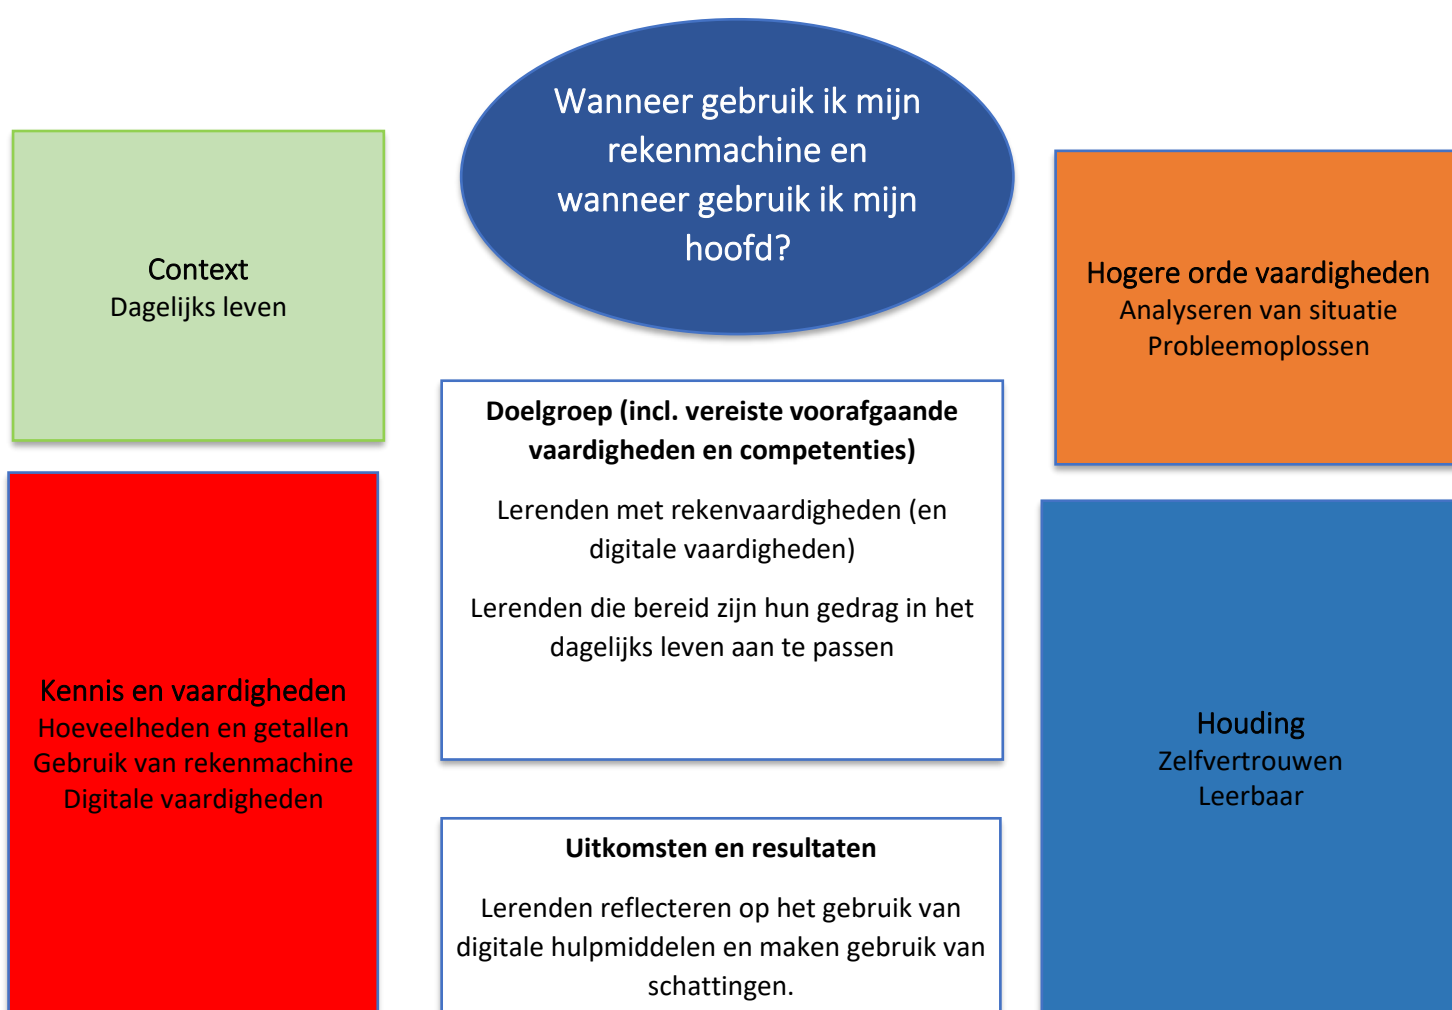 Wanneer gebruik ik mijn
rekenmachine en
wanneer gebruik ik mijn
hoofd?
Context
Dagelijks leven
Hogere orde vaardigheden
Analyseren van situatie
Probleemoplossen
Doelgroep (incl. vereiste voorafgaande
vaardigheden en competenties)
Lerenden met rekenvaardigheden (en
digitale vaardigheden)
Lerenden die bereid zijn hun gedrag in het
dagelijks leven aan te passen
Kennis en vaardigheden
Hoeveelheden en getallen
Gebruik van rekenmachine
Digitale vaardigheden
Houding
Zelfvertrouwen
Leerbaar
Uitkomsten en resultaten
Lerenden reflecteren op het gebruik van
digitale hulpmiddelen en maken gebruik van
schattingen.